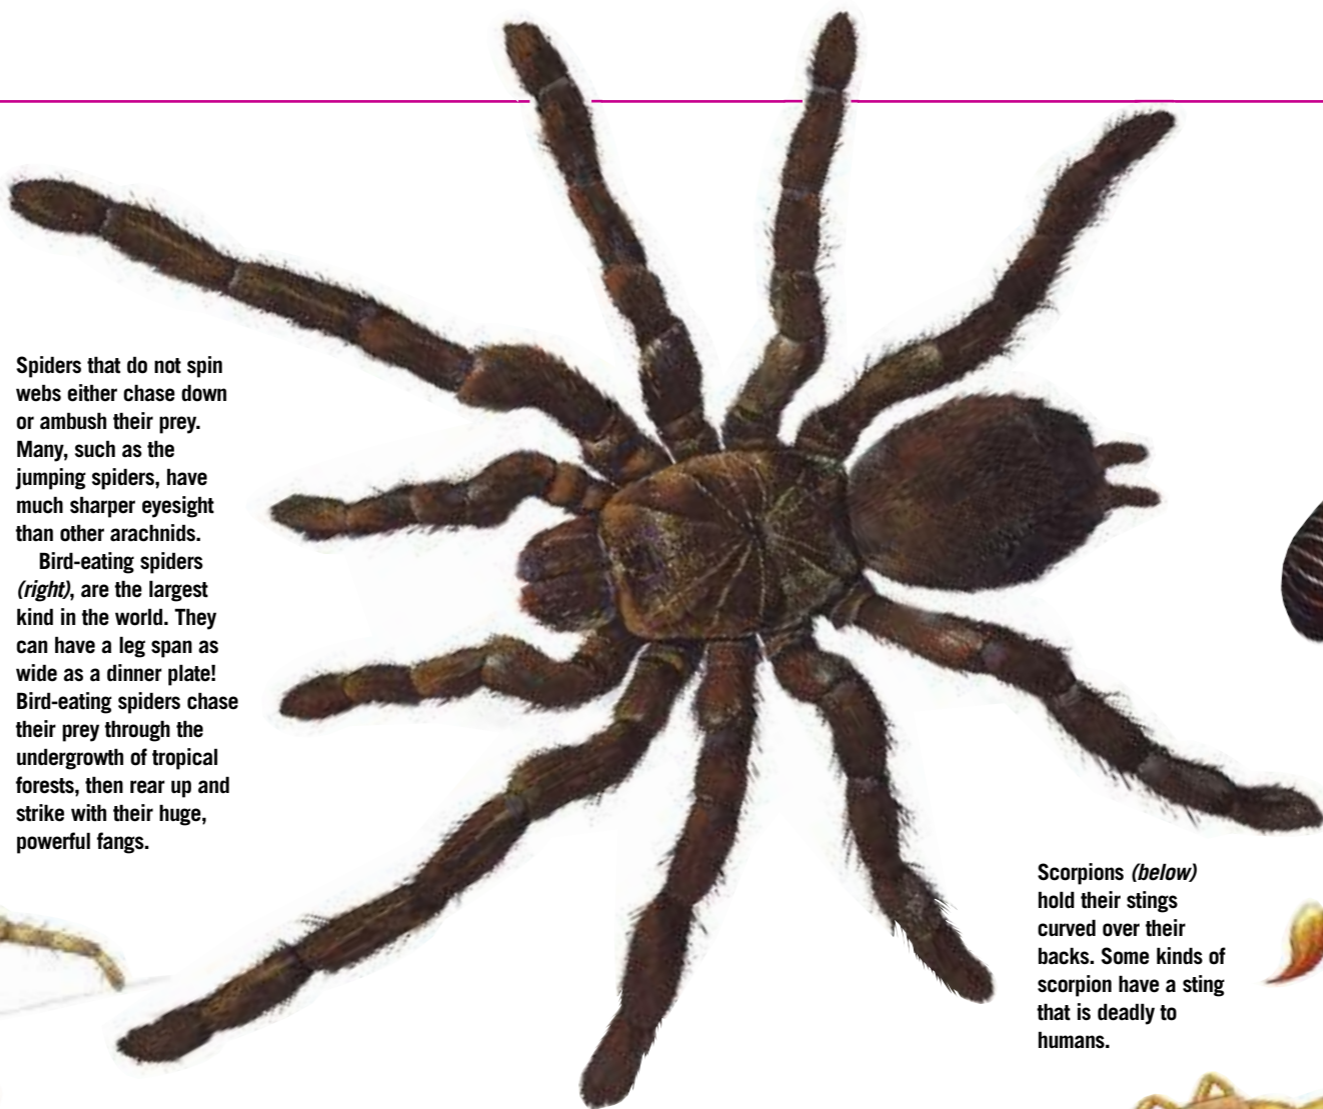 Spiders that do not spin
webs either chase down
or ambush their prey.
Many, such as the
jumping spiders, have
much sharper eyesight
than other arachnids.
Bird-eating spiders
(right), are the largest
kind in the world. They
can have a leg span as
wide as a dinner plate!
Bird-eating spiders chase
their prey through the
undergrowth of tropical
forests, then rear up and
strike with their huge,
powerful fangs.
Scorpions (below)
hold their stings
curved over their
backs. Some kinds of
scorpion have a sting
that is deadly to
humans.